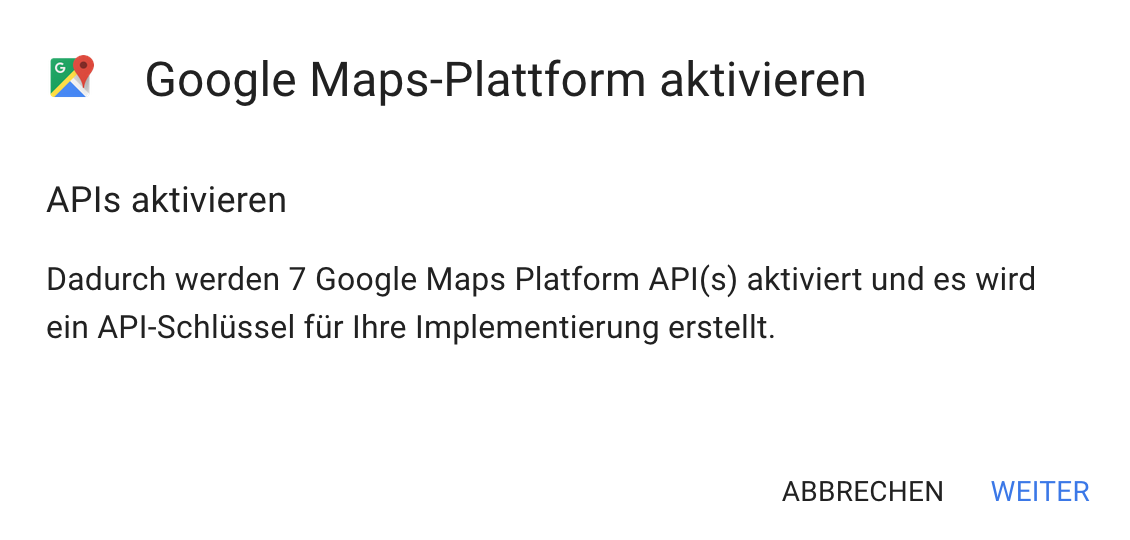 Google Maps-Plattform aktivieren
APIs aktivieren
Dadurch werden 7 Google Maps Platform API(s) aktiviert und es wird
ein API-Schlüssel für Ihre Implementierung erstellt.
ABBRECHEN WEITER